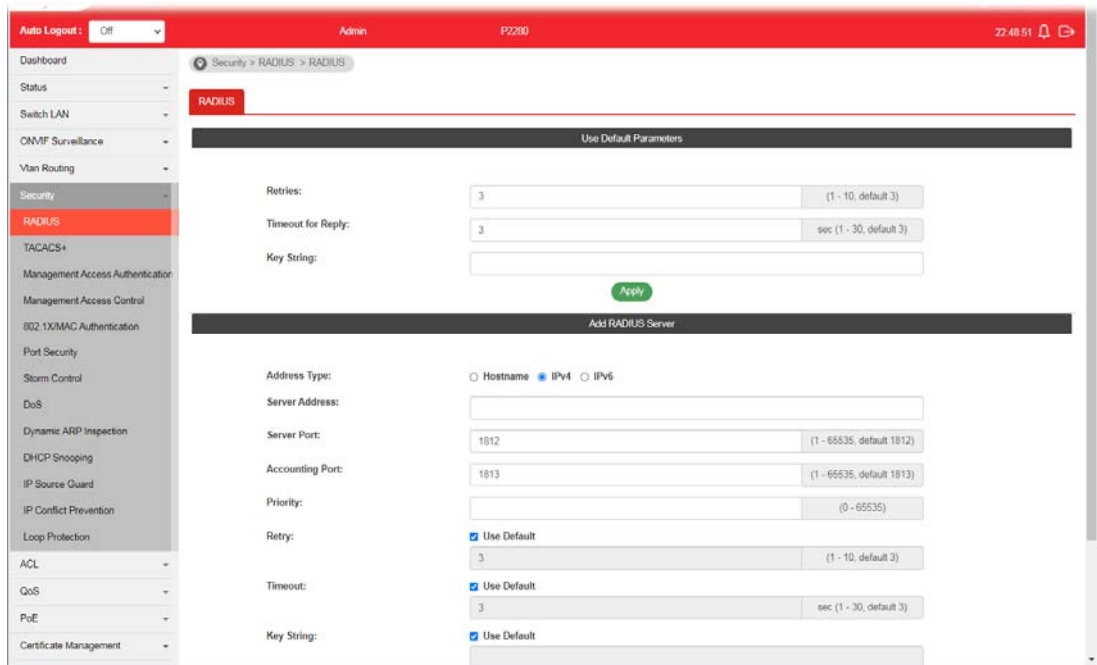 Auto Logout : Off Admin P2280 22:48:51
Dashboard
Status
Switch LAN
ONVIF Surveillance
Vlan Routing
Security
RADIUS
TACACS+
Management Access Authentication
Management Access Control
802.1X/MAC Authentication
Port Security
Storm Control
DoS
Dynamic ARP Inspection
DHCP Snooping
IP Source Guard
IP Conflict Prevention
Loop Protection
ACL
QoS
PoE
Certificate Management
Security > RADIUS > RADIUS
RADIUS
Use Default Parameters
Retries: 3 (1 - 10, default 3)
Timeout for Reply: 3 sec (1 - 30, default 3)
Key String:
Apply
Add RADIUS Server
Address Type: Hostname IPv4 IPv6
Server Address:
Server Port: 1812 (1 - 65535, default 1812)
Accounting Port: 1813 (1 - 65535, default 1813)
Priority: (0 - 65535)
Retry: Use Default
3 (1 - 10, default 3)
Timeout: Use Default
3 sec (1 - 30, default 3)
Key String: Use Default